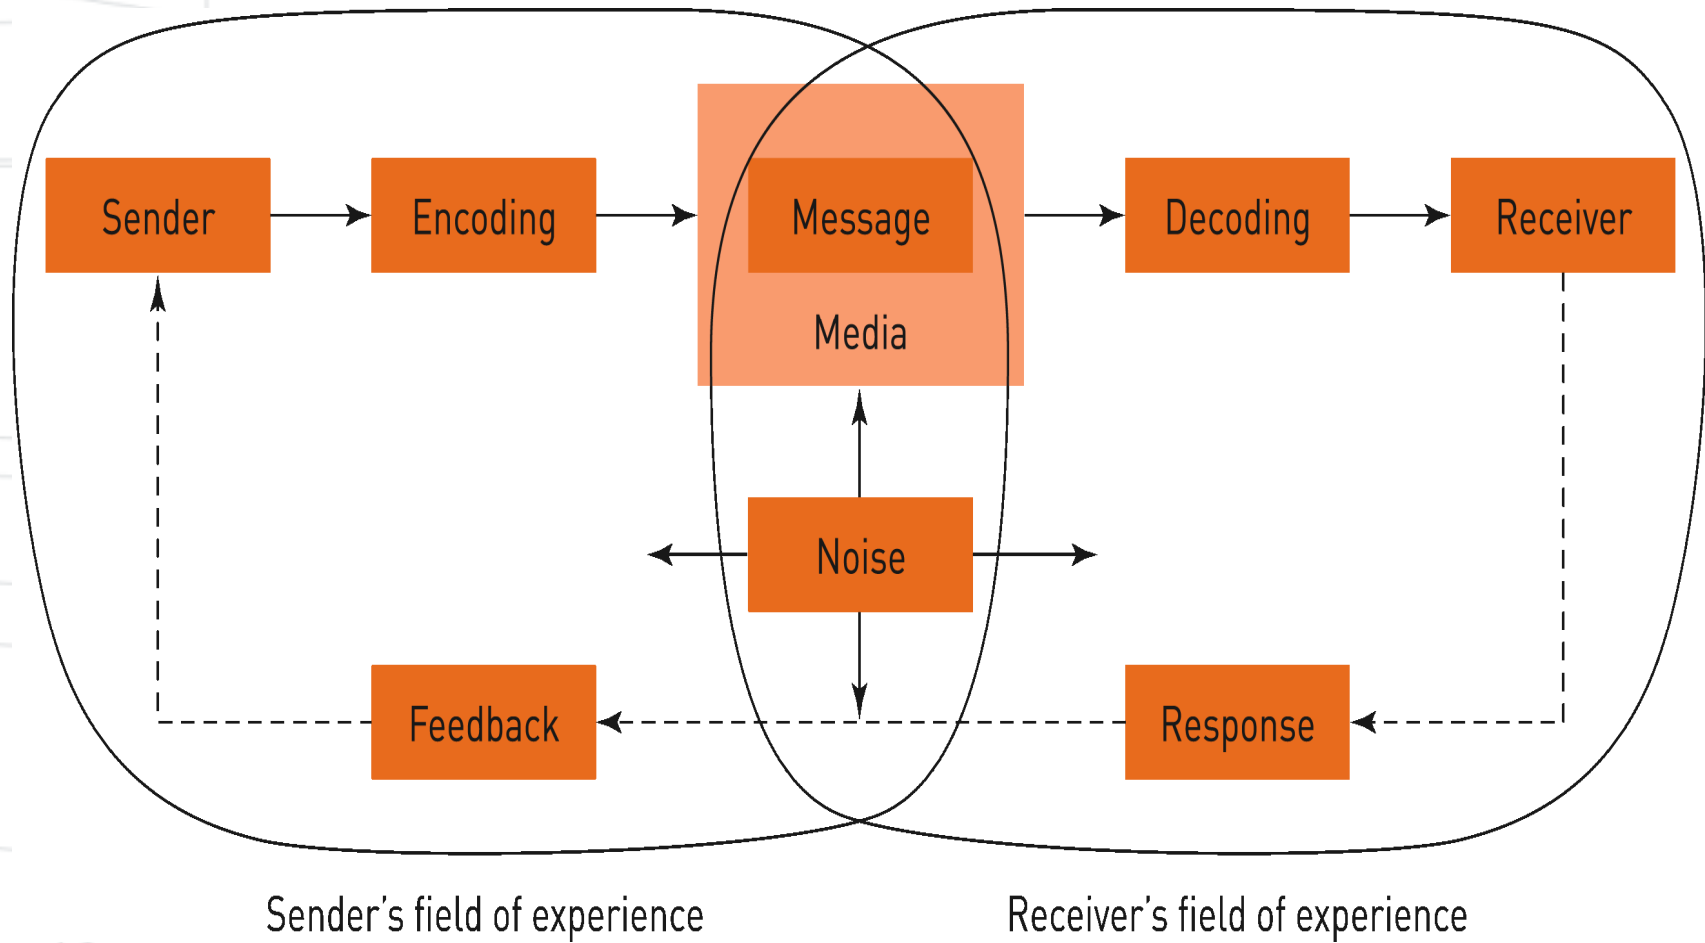 Sender
Encoding
Message
Decoding
Receiver
Media
Noise
Feedback
Response
Sender’s field of experience
Receiver’s field of experience